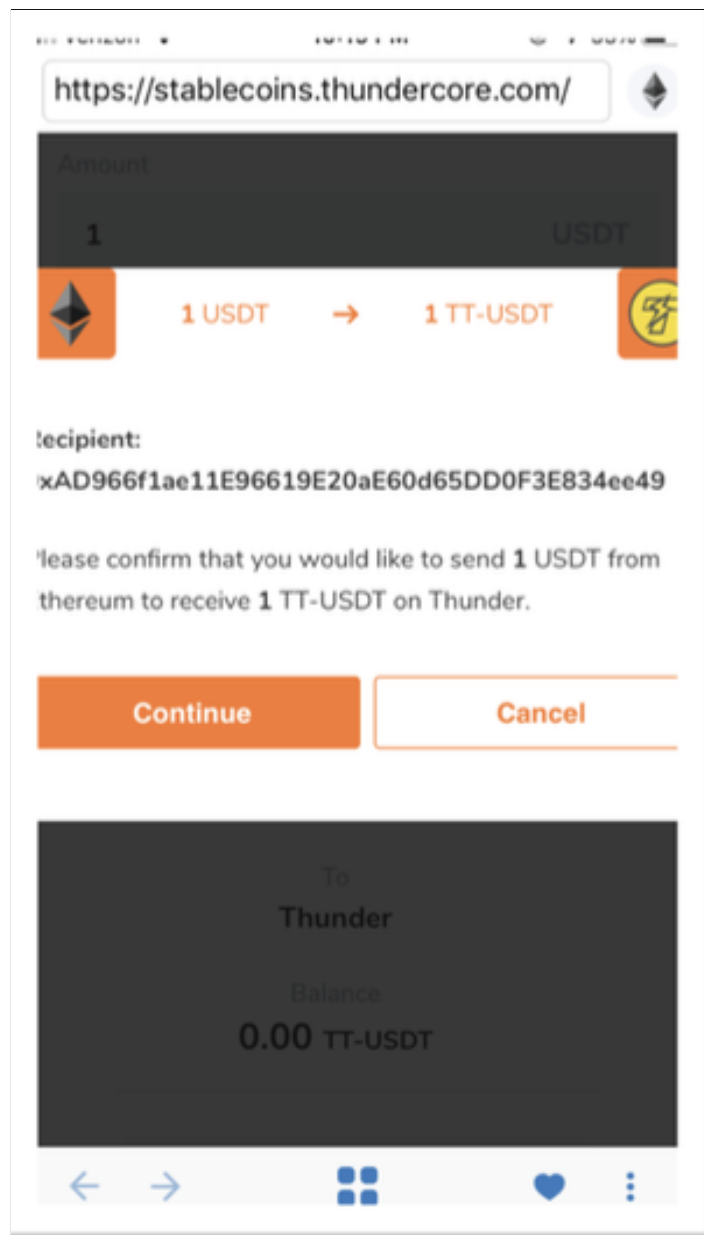 https://stablecoins.thundercore.com/
Amount
1 USDT
1 USDT → 1 TT-USDT
ecipient:
xAD966f1ae11E96619E20aE60d65DD0F3E834ee49
lease confirm that you would like to send 1 USDT from
thereum to receive 1 TT-USDT on Thunder.
Continue Cancel
To
Thunder
Balance
0.00 TT-USDT